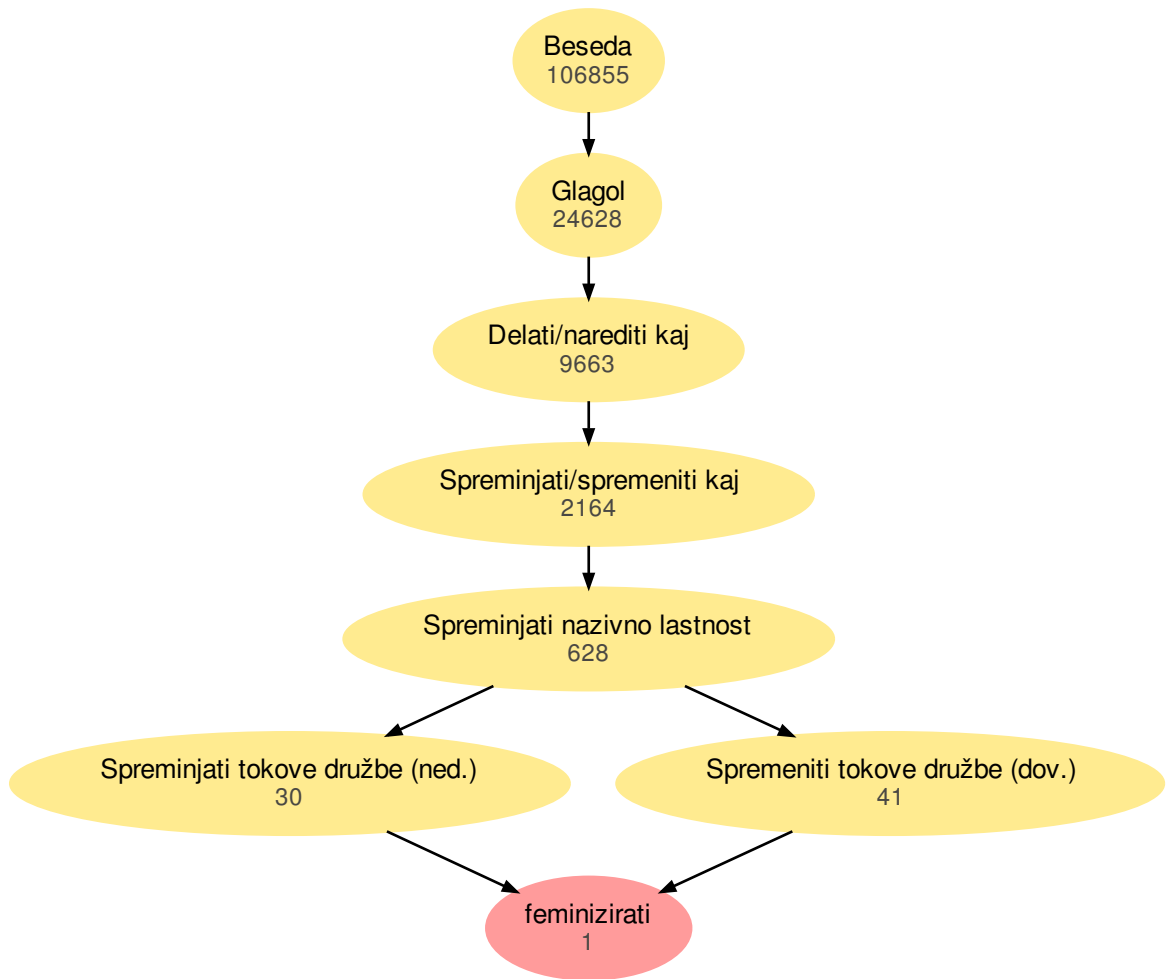 Beseda
106855
Glagol
24628
Delati/narediti kaj
9663
Spreminjati/spremeniti kaj
2164
Spreminjati nazivno lastnost
628
Spreminjati tokove družbe (ned.)
30
Spremeniti tokove družbe (dov.)
41
feminizirati
1